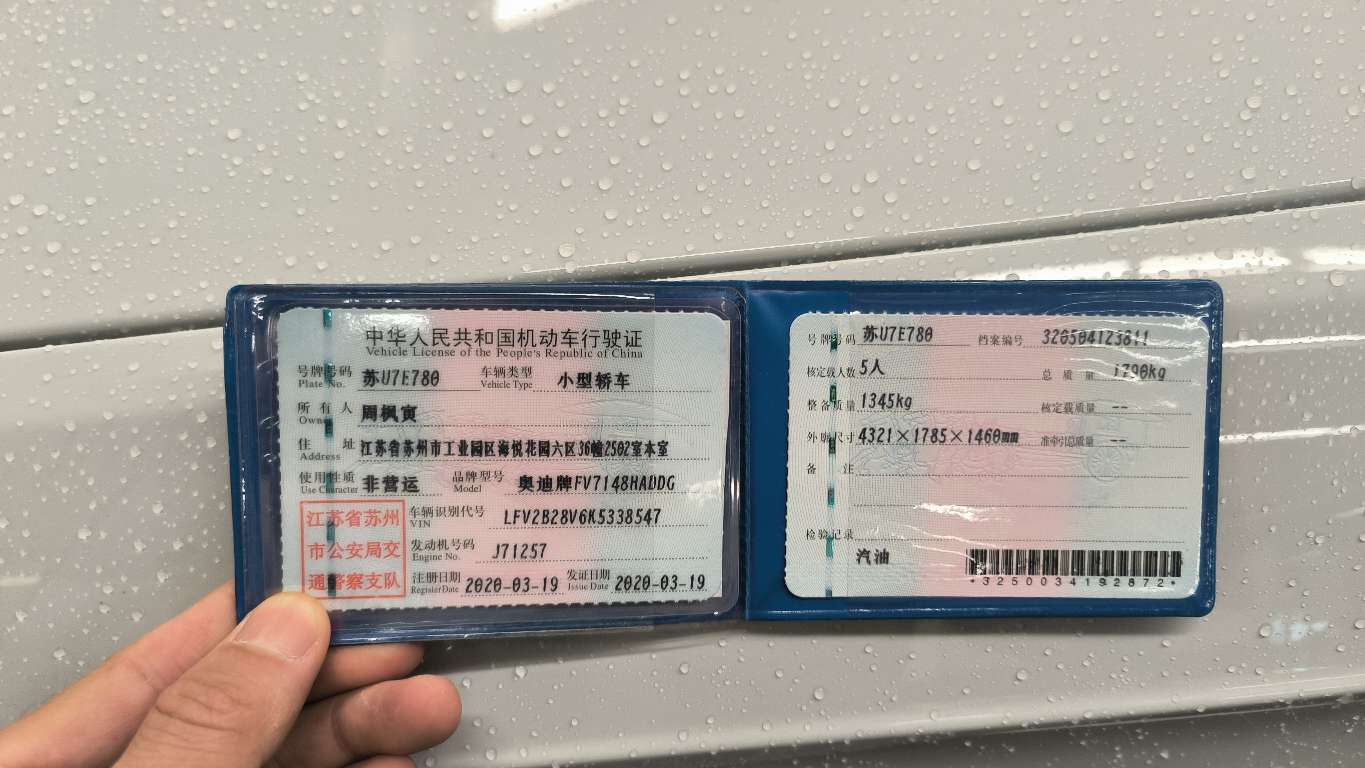 中华人民共和国机动车行驶证
Vehicle License of the People's Republic of China
号牌号码 苏U7E780 车辆类型 小型轿车
Plate No. Vehicle Type
所有人 周枫寅
Owner
住址 江苏省苏州市工业园区海悦花园六区36幢2502室本室
Address
使用性质 非营运 品牌型号 奥迪牌FV7148HADDG
Use Character Model
江苏省苏州
市公安局交
通警察支队
车辆识别代号 LFV2B28V6K5338547
VIN
发动机号码 J71257
Engine No.
注册日期 2020-03-19 发证日期 2020-03-19
Register Date Issue Date
号牌号码 苏U7E780 档案编号 320504123811
核定载人数 5人 总质量 1790kg
整备质量 1345kg 核定载质量 --
外廓尺寸 4321×1785×1460mm 准牵引总质量 --
备注
检验记录
汽油
*3250034192872*